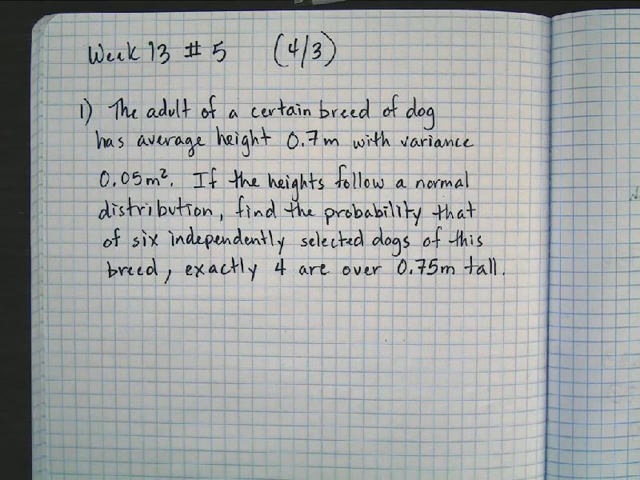 Week 13 # 5 (4/3)
1) The adult of a certain breed of dog
has average height 0.7m with variance
0.05m². If the heights follow a normal
distribution, find the probability that
of six independently selected dogs of this
breed, exactly 4 are over 0.75m tall.